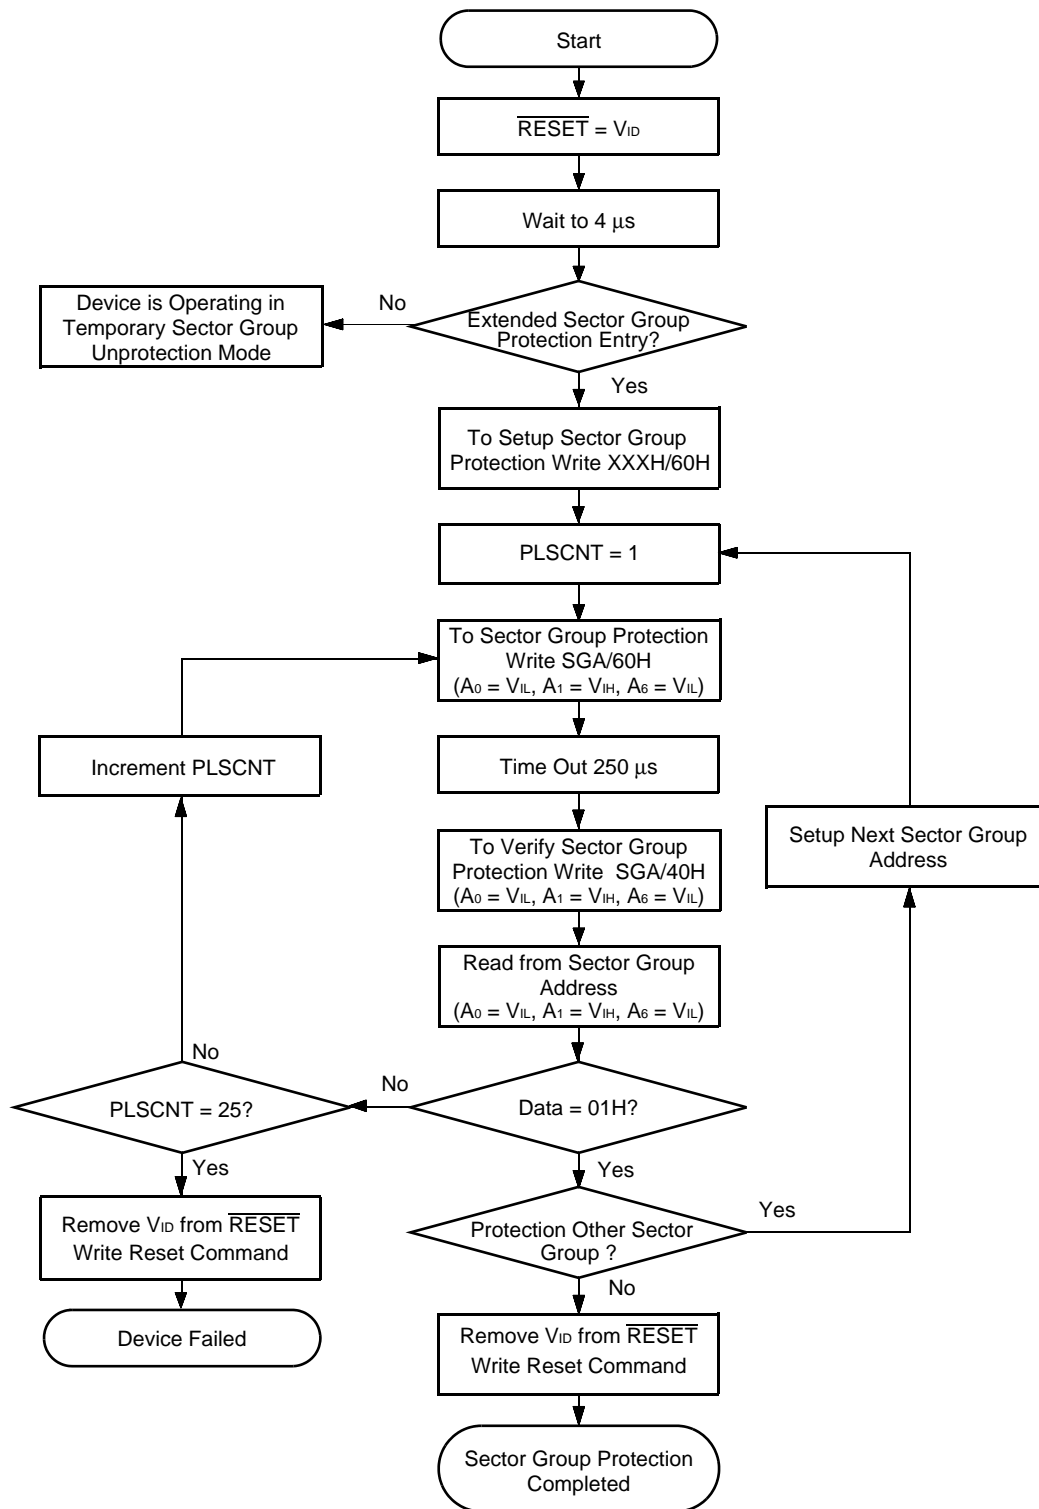 Start
RESET = VID
Wait to 4 μs
Device is Operating in
Temporary Sector Group
Unprotection Mode
No
Extended Sector Group
Protection Entry?
Yes
To Setup Sector Group
Protection Write XXXH/60H
PLSCNT = 1
To Sector Group Protection
Write SGA/60H
(A0 = VIL, A1 = VIH, A6 = VIL)
Increment PLSCNT
Time Out 250 μs
Setup Next Sector Group
Address
To Verify Sector Group
Protection Write SGA/40H
(A0 = VIL, A1 = VIH, A6 = VIL)
Read from Sector Group
Address
(A0 = VIL, A1 = VIH, A6 = VIL)
No
PLSCNT = 25?
No
Data = 01H?
Yes
Yes
Remove VID from RESET
Write Reset Command
Protection Other Sector
Group ?
Yes
No
Device Failed
Remove VID from RESET
Write Reset Command
Sector Group Protection
Completed